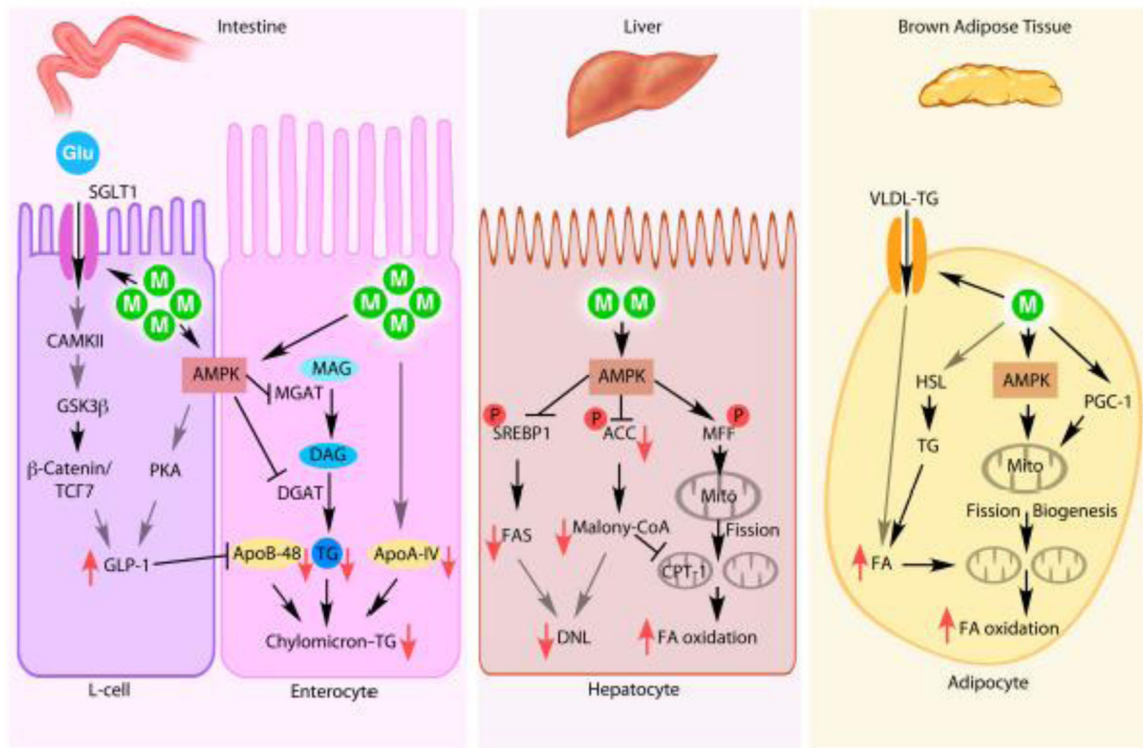 Intestine
Glu
SGLT1
M
M
M
M
CAMKII
GSK3β
β-Catenin/
TCF7
PKA
GLP-1
AMPK
L-cell
M
M
M
M
MAG
MGAT
DAG
DGAT
ApoB-48
TG
ApoA-IV
Chylomicron-TG
Enterocyte
Liver
M M
AMPK
P
SREBP1
P
ACC
P
MFF
Mito
FAS
Malony-CoA
Fission
CPT-1
DNL
FA oxidation
Hepatocyte
Brown Adipose Tissue
VLDL-TG
M
HSL
AMPK
PGC-1
TG
Mito
Fission Biogenesis
FA
FA oxidation
Adipocyte